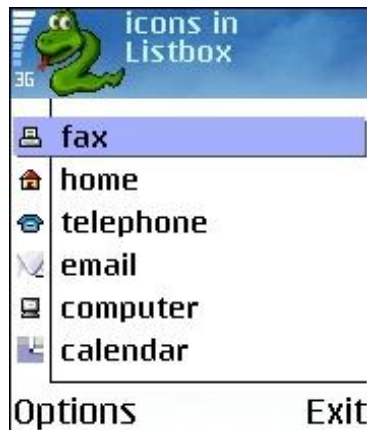 icons in
Listbox
3G
fax
home
telephone
email
computer
calendar
Options Exit